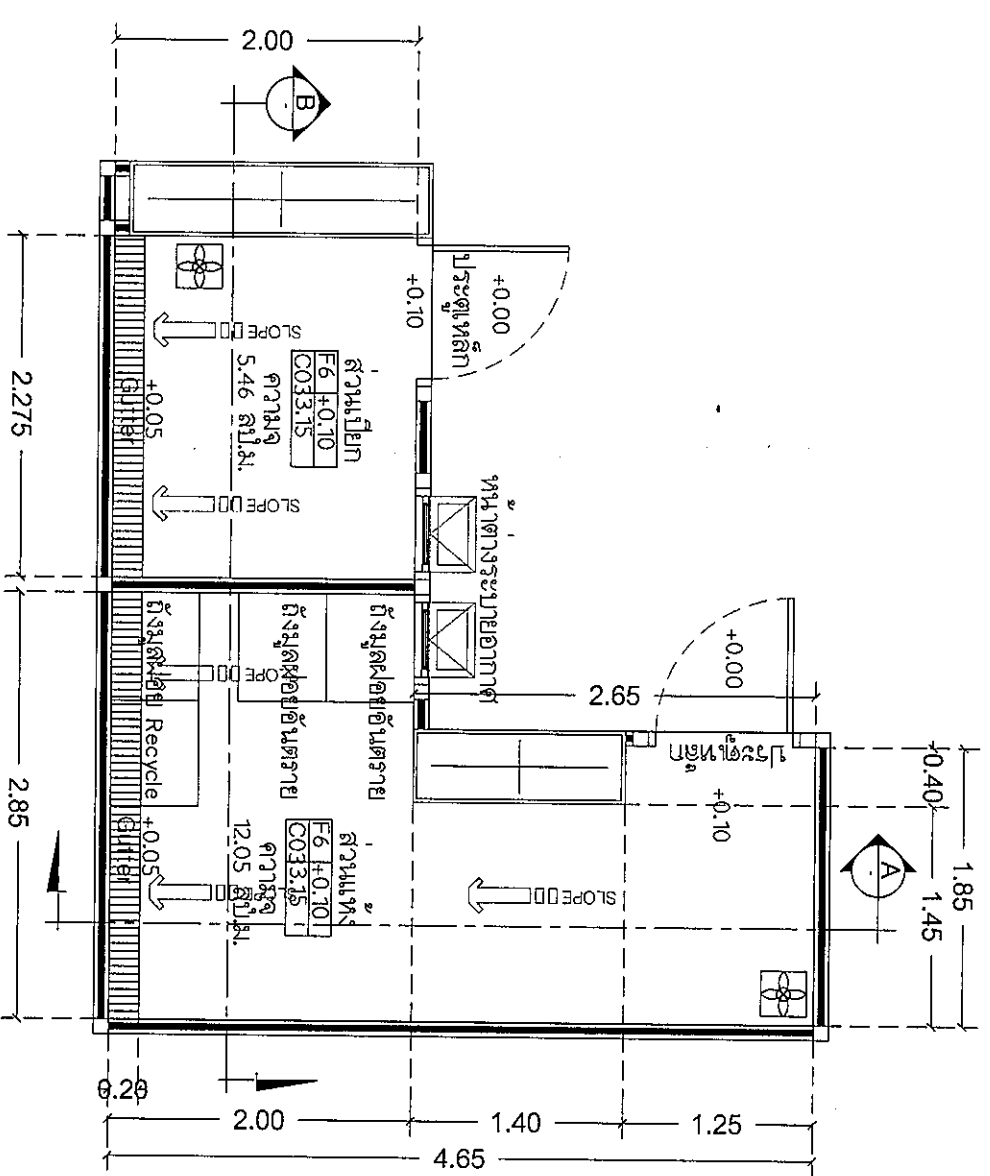 2.00
B
ประตูเหล็ก
+0.00
+0.10
SLOPE
ส่วนเปียก
F6 +0.10
C033.15
ความจุ
5.46 ลบ.ม.
SLOPE
+0.05
Gutter
2.275
หน้าต่างระบายอากาศ
+0.00
ประตูเหล็ก
+0.10
2.65
0.40
1.45
1.85
A
ถังมูลฝอยอันตราย
ถังมูลฝอยอันตราย
ถังมูลฝอย Recycle
SLOPE
ส่วนแห้ง
F6 +0.10
C033.15
ความจุ
12.05 ลบ.ม.
SLOPE
+0.05
Gutter
2.85
0.20
2.00
1.40
1.25
4.65